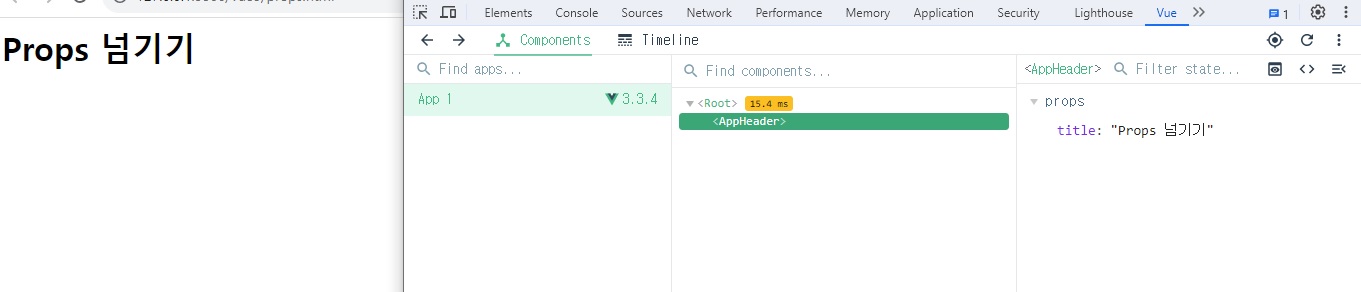 Props 넘기기
Elements Console Sources Network Performance Memory Application Security Lighthouse Vue 1
Components Timeline
Find apps...
App 1 3.3.4
Find components...
<Root> 15.4 ms
<AppHeader>
<AppHeader> Filter state...
props
title: "Props 넘기기"